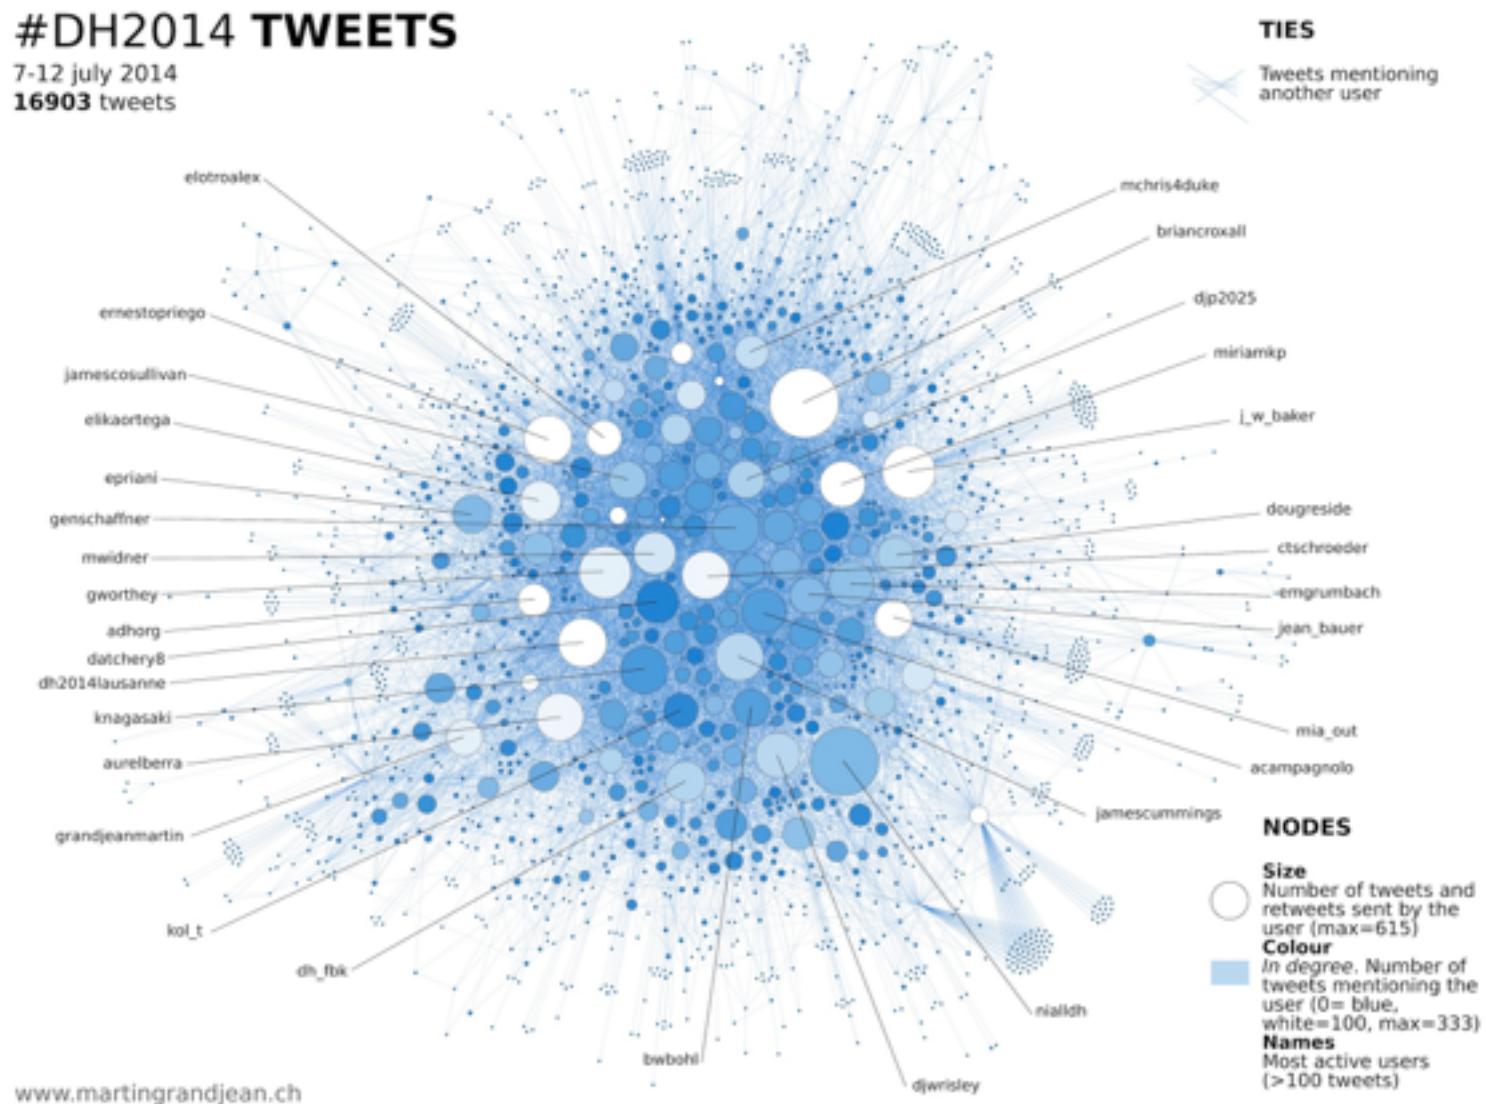 #DH2014 TWEETS
7-12 july 2014
16903 tweets
TIES
Tweets mentioning
another user
elotroalex
ernestopriego
jamescosullivan
elikaortega
epriani
genschaffner
mwidner
gworthey
adhorg
datchery8
dh2014lausanne
knagasaki
aurelberra
grandjeanmartin
kol_t
dh_fbk
bwbohl
djwrisley
nialldh
mchris4duke
briancroxall
djp2025
miriamkp
j_w_baker
dougreside
ctschroeder
emgrumbach
jean_bauer
mia_out
acampagnolo
jamescummings
NODES
Size
Number of tweets and
retweets sent by the
user (max=615)
Colour
In degree. Number of
tweets mentioning the
user (0= blue,
white=100, max=333)
Names
Most active users
(>100 tweets)
www.martingrandjean.ch